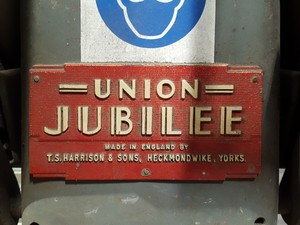 UNION
JUBILEE
MADE IN ENGLAND BY
T.S. HARRISON & SONS, HECKMONDWIKE, YORKS.